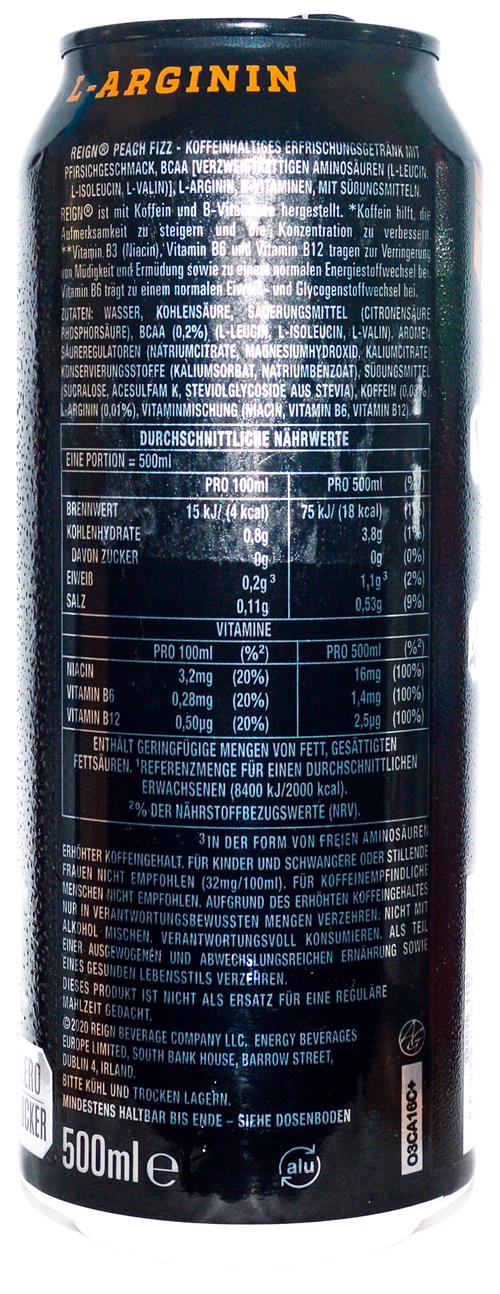 L-ARGININ
REIGN® PEACH FIZZ - KOFFEINHALTIGES ERFRISCHUNGSGETRÄNK MIT
PFIRSICHGESCHMACK, BCAA [VERZWEIGTKETTIGEN AMINOSÄUREN (L-LEUCIN,
L-ISOLEUCIN, L-VALIN)], L-ARGININ, B-VITAMINEN, MIT SÜßUNGSMITTELN.
REIGN® ist mit Koffein und B-Vitaminen hergestellt. *Koffein hilft, die
Aufmerksamkeit zu steigern und die Konzentration zu verbessern.
**Vitamin B3 (Niacin), Vitamin B6 und Vitamin B12 tragen zur Verringerung
von Müdigkeit und Ermüdung sowie zu einem normalen Energiestoffwechsel bei.
Vitamin B6 trägt zu einem normalen Eiweiß- und Glycogenstoffwechsel bei.
ZUTATEN: WASSER, KOHLENSÄURE, SÄUERUNGSMITTEL (CITRONENSÄURE,
PHOSPHORSÄURE), BCAA (0,2%) (L-LEUCIN, L-ISOLEUCIN, L-VALIN), AROMEN,
SÄUREREGULATOREN (NATRIUMCITRATE, MAGNESIUMHYDROXID, KALIUMCITRATE),
KONSERVIERUNGSSTOFFE (KALIUMSORBAT, NATRIUMBENZOAT), SÜßUNGSMITTEL
(SUCRALOSE, ACESULFAM K, STEVIOLGLYCOSIDE AUS STEVIA), KOFFEIN (0,03%),
L-ARGININ (0,01%), VITAMINMISCHUNG (NIACIN, VITAMIN B6, VITAMIN B12).
DURCHSCHNITTLICHE NÄHRWERTE
EINE PORTION = 500ml
PRO 100ml PRO 500ml (%¹)
BRENNWERT 15 kJ/ (4 kcal) 75 kJ/ (18 kcal) (1%)
KOHLENHYDRATE 0,8g 3,8g (1%)
DAVON ZUCKER 0g 0g (0%)
EIWEIß 0,2g³ 1,1g³ (2%)
SALZ 0,11g 0,53g (9%)
VITAMINE
PRO 100ml (%²) PRO 500ml (%²)
NIACIN 3,2mg (20%) 16mg (100%)
VITAMIN B6 0,28mg (20%) 1,4mg (100%)
VITAMIN B12 0,50µg (20%) 2,5µg (100%)
ENTHÄLT GERINGFÜGIGE MENGEN VON FETT, GESÄTTIGTEN
FETTSÄUREN. ¹REFERENZMENGE FÜR EINEN DURCHSCHNITTLICHEN
ERWACHSENEN (8400 kJ/2000 kcal).
²% DER NÄHRSTOFFBEZUGSWERTE (NRV).
³IN DER FORM VON FREIEN AMINOSÄUREN
ERHÖHTER KOFFEINGEHALT. FÜR KINDER UND SCHWANGERE ODER STILLENDE
FRAUEN NICHT EMPFOHLEN (32mg/100ml). FÜR KOFFEINEMPFINDLICHE
MENSCHEN NICHT EMPFOHLEN. AUFGRUND DES ERHÖHTEN KOFFEINGEHALTES
NUR IN VERANTWORTUNGSBEWUSSTEN MENGEN VERZEHREN. NICHT MIT
ALKOHOL MISCHEN. VERANTWORTUNGSVOLL KONSUMIEREN. ALS TEIL
EINER AUSGEWOGENEN UND ABWECHSLUNGSREICHEN ERNÄHRUNG SOWIE
EINES GESUNDEN LEBENSSTILS VERZEHREN.
DIESES PRODUKT IST NICHT ALS ERSATZ FÜR EINE REGULÄRE
MAHLZEIT GEDACHT.
©2020 REIGN BEVERAGE COMPANY LLC. ENERGY BEVERAGES
EUROPE LIMITED, SOUTH BANK HOUSE, BARROW STREET,
DUBLIN 4, IRLAND.
BITTE KÜHL UND TROCKEN LAGERN.
MINDESTENS HALTBAR BIS ENDE – SIEHE DOSENBODEN
500ml e
alu
03CA16C+